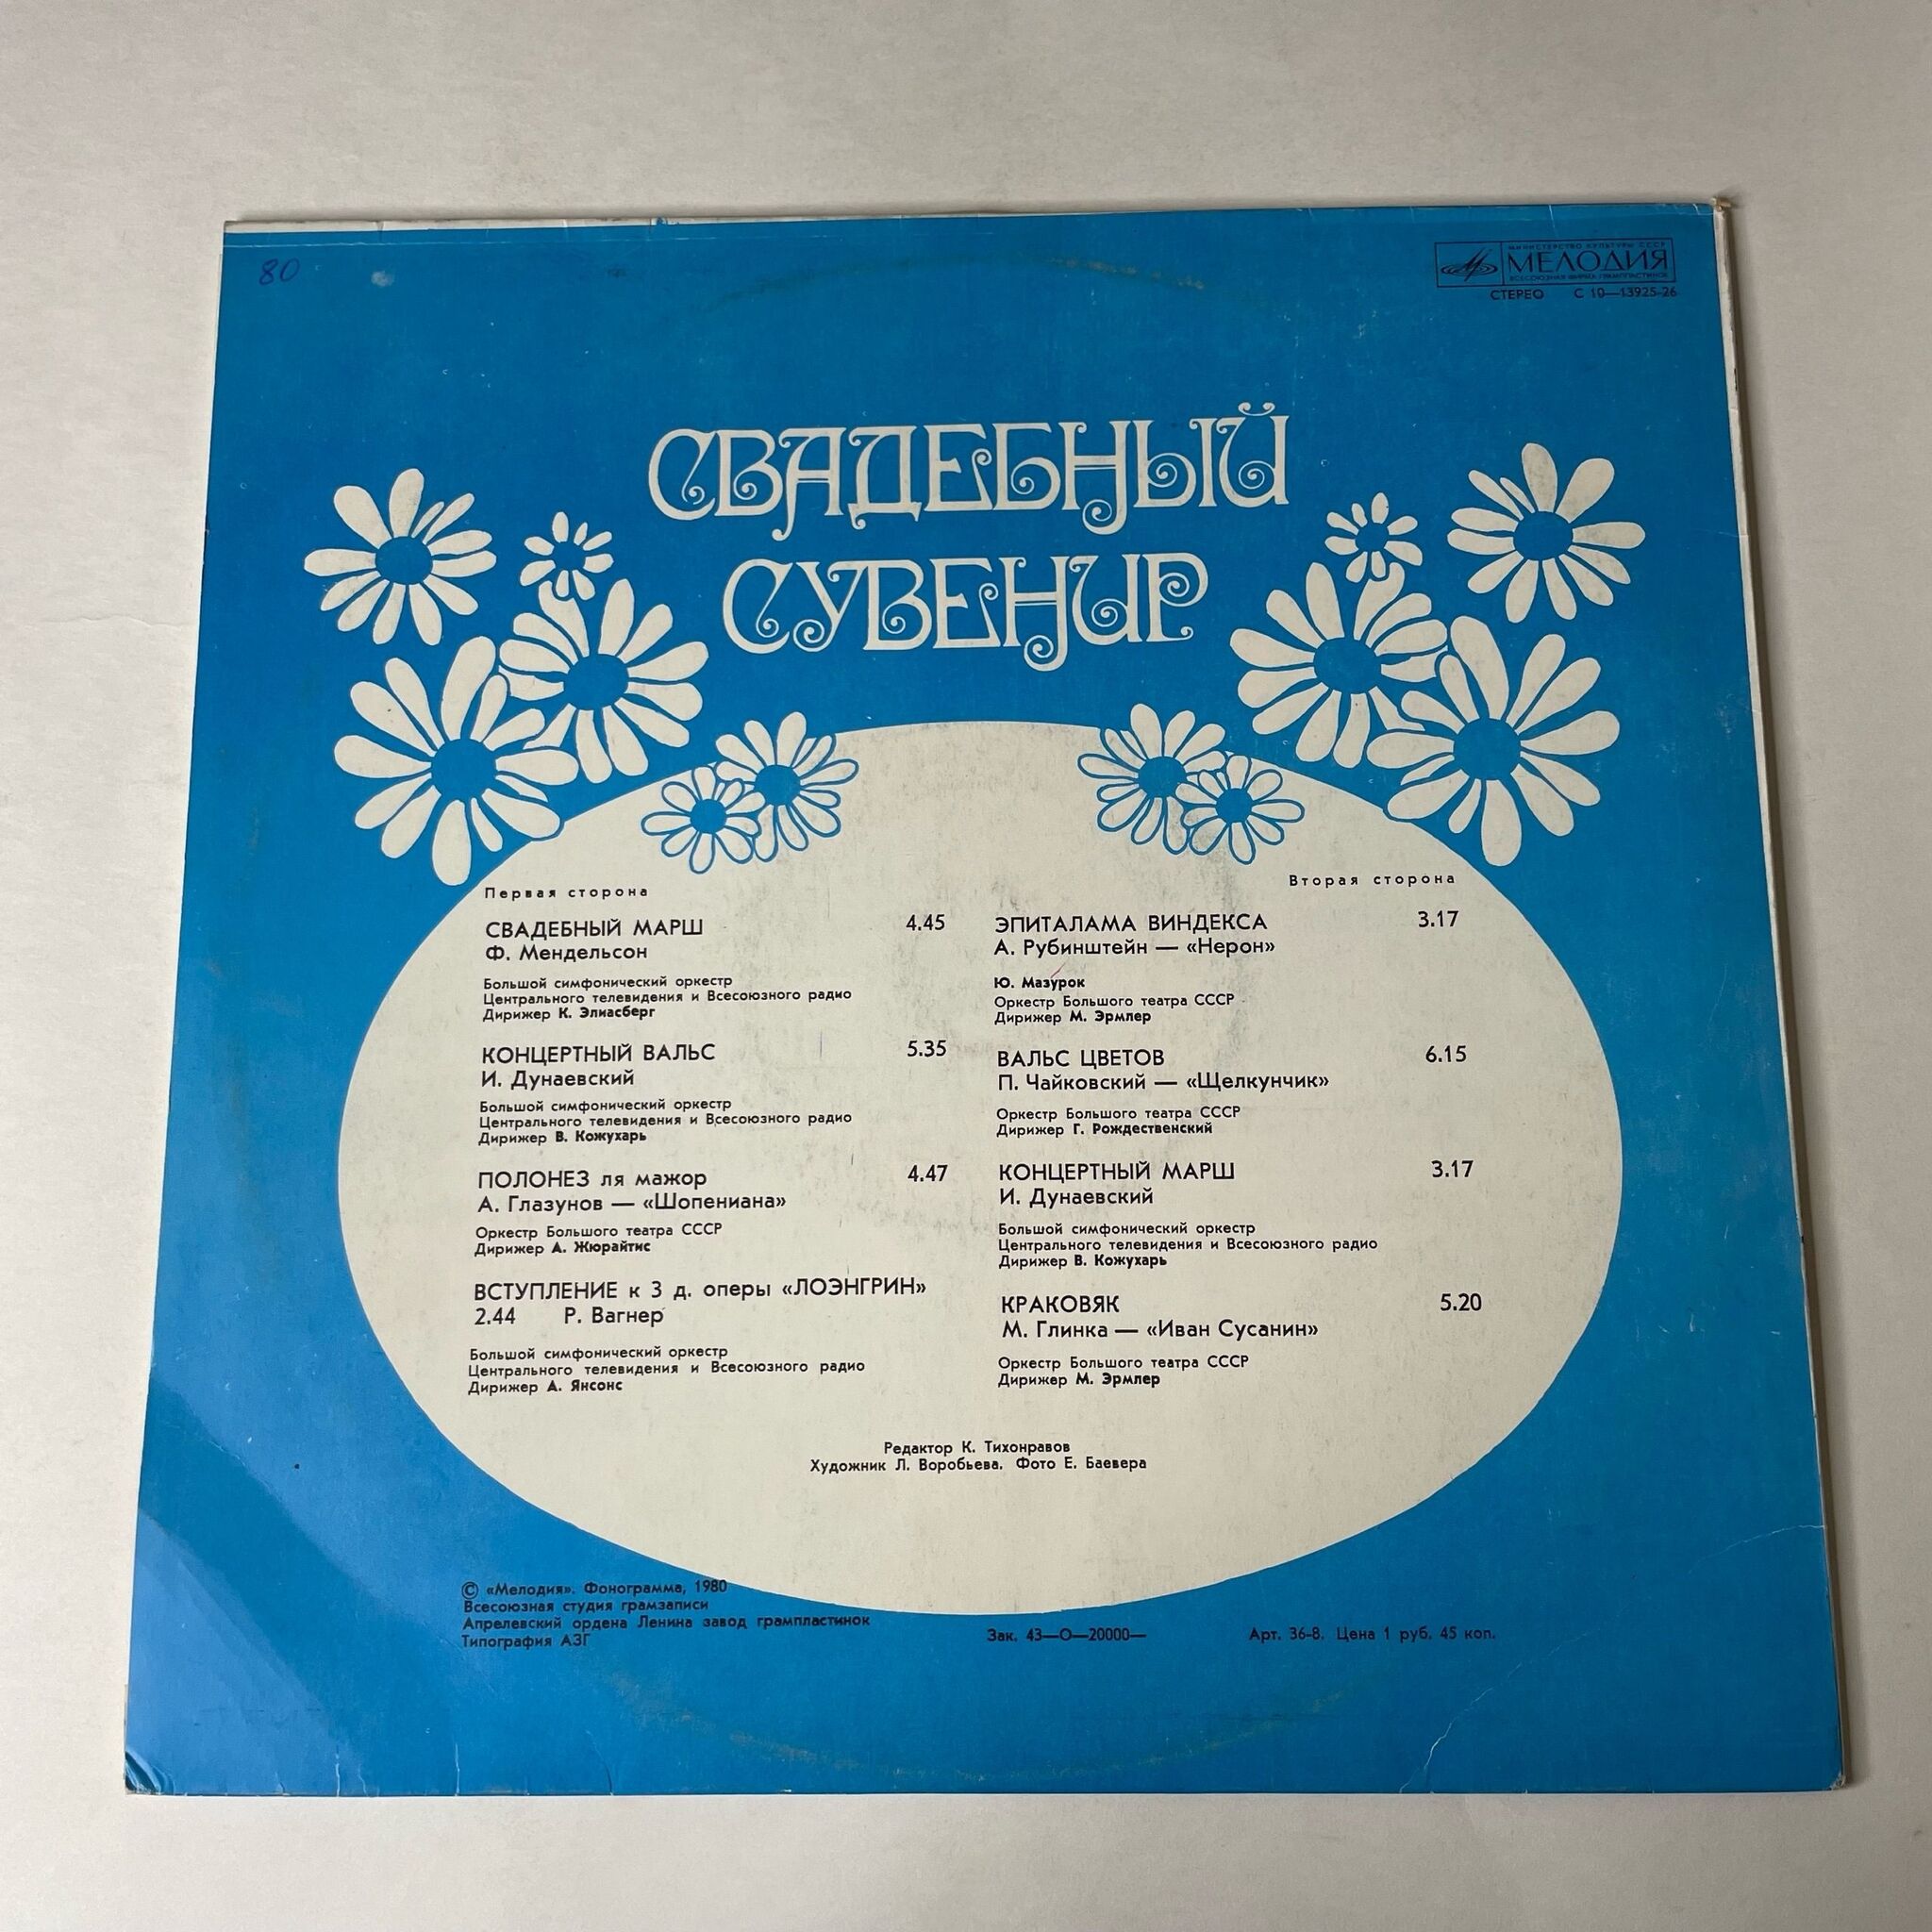 80
МИНИСТЕРСТВО КУЛЬТУРЫ СССР
МЕЛОДИЯ
ВСЕСОЮЗНАЯ ФИРМА ГРАМПЛАСТИНОК
СТЕРЕО С 10—13925-26
СВАДЕБНЫЙ
СУВЕНИР
Первая сторона
СВАДЕБНЫЙ МАРШ 4.45
Ф. Мендельсон
Большой симфонический оркестр
Центрального телевидения и Всесоюзного радио
Дирижер К. Элиасберг
КОНЦЕРТНЫЙ ВАЛЬС 5.35
И. Дунаевский
Большой симфонический оркестр
Центрального телевидения и Всесоюзного радио
Дирижер В. Кожухарь
ПОЛОНЕЗ ля мажор 4.47
А. Глазунов — «Шопениана»
Оркестр Большого театра СССР
Дирижер А. Жюрайтис
ВСТУПЛЕНИЕ к 3 д. оперы «ЛОЭНГРИН»
2.44 Р. Вагнер
Большой симфонический оркестр
Центрального телевидения и Всесоюзного радио
Дирижер А. Янсонс
Вторая сторона
ЭПИТАЛАМА ВИНДЕКСА 3.17
А. Рубинштейн — «Нерон»
Ю. Мазурок
Оркестр Большого театра СССР
Дирижер М. Эрмлер
ВАЛЬС ЦВЕТОВ 6.15
П. Чайковский — «Щелкунчик»
Оркестр Большого театра СССР
Дирижер Г. Рождественский
КОНЦЕРТНЫЙ МАРШ 3.17
И. Дунаевский
Большой симфонический оркестр
Центрального телевидения и Всесоюзного радио
Дирижер В. Кожухарь
КРАКОВЯК 5.20
М. Глинка — «Иван Сусанин»
Оркестр Большого театра СССР
Дирижер М. Эрмлер
Редактор К. Тихонравов
Художник Л. Воробьева. Фото Е. Баевера
© «Мелодия». Фонограмма, 1980
Всесоюзная студия грамзаписи
Апрелевский ордена Ленина завод грампластинок
Типография АЗГ
Зак. 43—О—20000—
Арт. 36-8. Цена 1 руб. 45 коп.